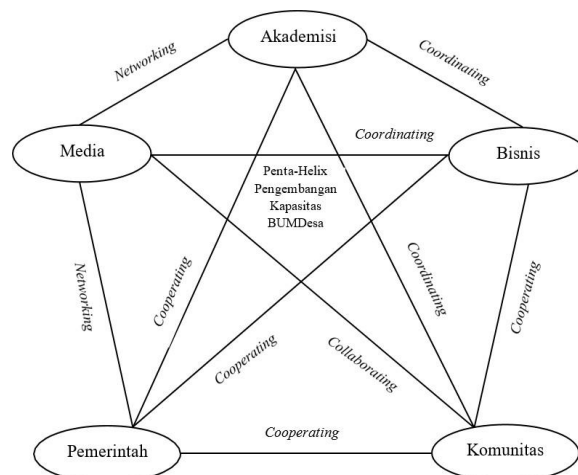 Akademisi
Networking
Coordinating
Media
Coordinating
Bisnis
Penta-Helix
Pengembangan
Kapasitas
BUMDesa
Networking
Cooperating
Coordinating
Cooperating
Cooperating
Collaborating
Pemerintah
Cooperating
Komunitas